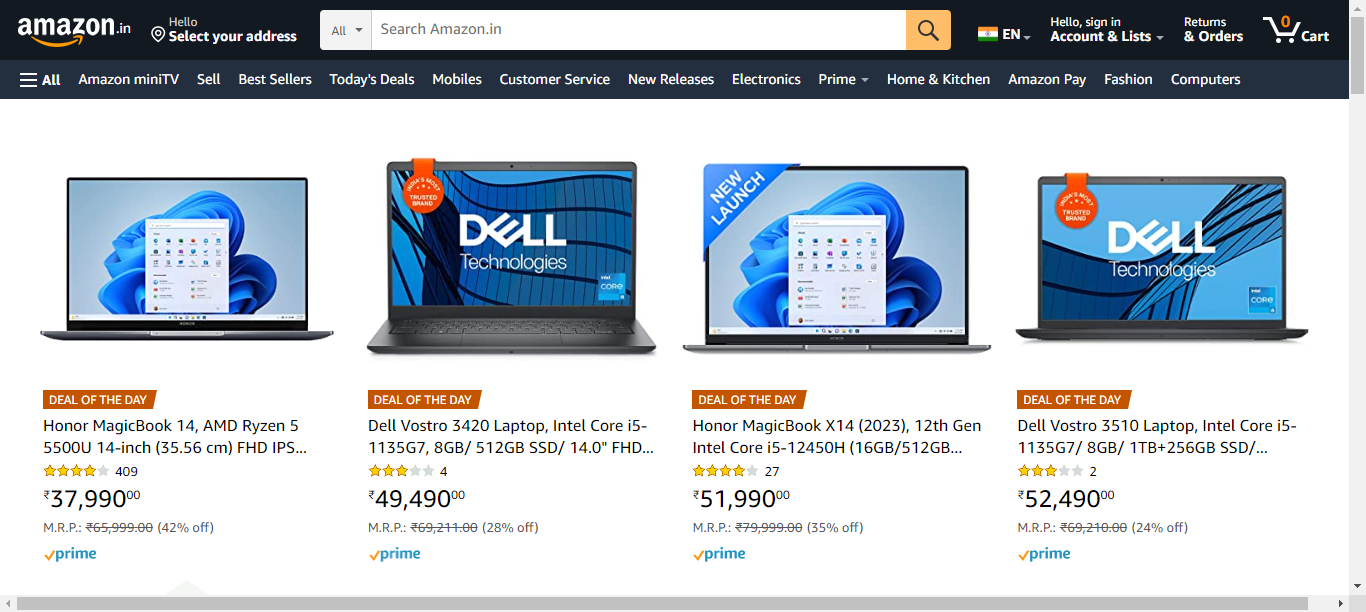 amazon.in
Hello
Select your address
All
Search Amazon.in
EN
Hello, sign in
Account & Lists
Returns
& Orders
0
Cart
All
Amazon miniTV
Sell
Best Sellers
Today's Deals
Mobiles
Customer Service
New Releases
Electronics
Prime
Home & Kitchen
Amazon Pay
Fashion
Computers
HONOR
INDIA'S MOST
TRUSTED
BRAND
DELL
Technologies
intel
CORE
i5
NEW
LAUNCH
HONOR
INDIA'S MOST
TRUSTED
BRAND
DELL
Technologies
intel
CORE
i5
DEAL OF THE DAY
Honor MagicBook 14, AMD Ryzen 5
5500U 14-inch (35.56 cm) FHD IPS...
409
₹37,99000
M.R.P.: ₹65,999.00 (42% off)
prime
DEAL OF THE DAY
Dell Vostro 3420 Laptop, Intel Core i5-
1135G7, 8GB/ 512GB SSD/ 14.0" FHD...
4
₹49,49000
M.R.P.: ₹69,211.00 (28% off)
prime
DEAL OF THE DAY
Honor MagicBook X14 (2023), 12th Gen
Intel Core i5-12450H (16GB/512GB...
27
₹51,99000
M.R.P.: ₹79,999.00 (35% off)
prime
DEAL OF THE DAY
Dell Vostro 3510 Laptop, Intel Core i5-
1135G7/ 8GB/ 1TB+256GB SSD/...
2
₹52,49000
M.R.P.: ₹69,210.00 (24% off)
prime